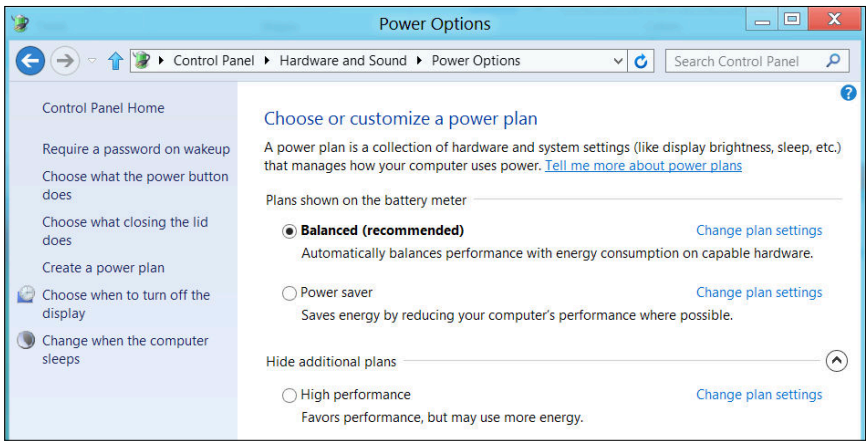 Power Options
Control Panel Hardware and Sound Power Options
Search Control Panel
Control Panel Home
Require a password on wakeup
Choose what the power button
does
Choose what closing the lid
does
Create a power plan
Choose when to turn off the
display
Change when the computer
sleeps
Choose or customize a power plan
A power plan is a collection of hardware and system settings (like display brightness, sleep, etc.)
that manages how your computer uses power. Tell me more about power plans
Plans shown on the battery meter
Balanced (recommended) Change plan settings
Automatically balances performance with energy consumption on capable hardware.
Power saver Change plan settings
Saves energy by reducing your computer's performance where possible.
Hide additional plans
High performance Change plan settings
Favors performance, but may use more energy.